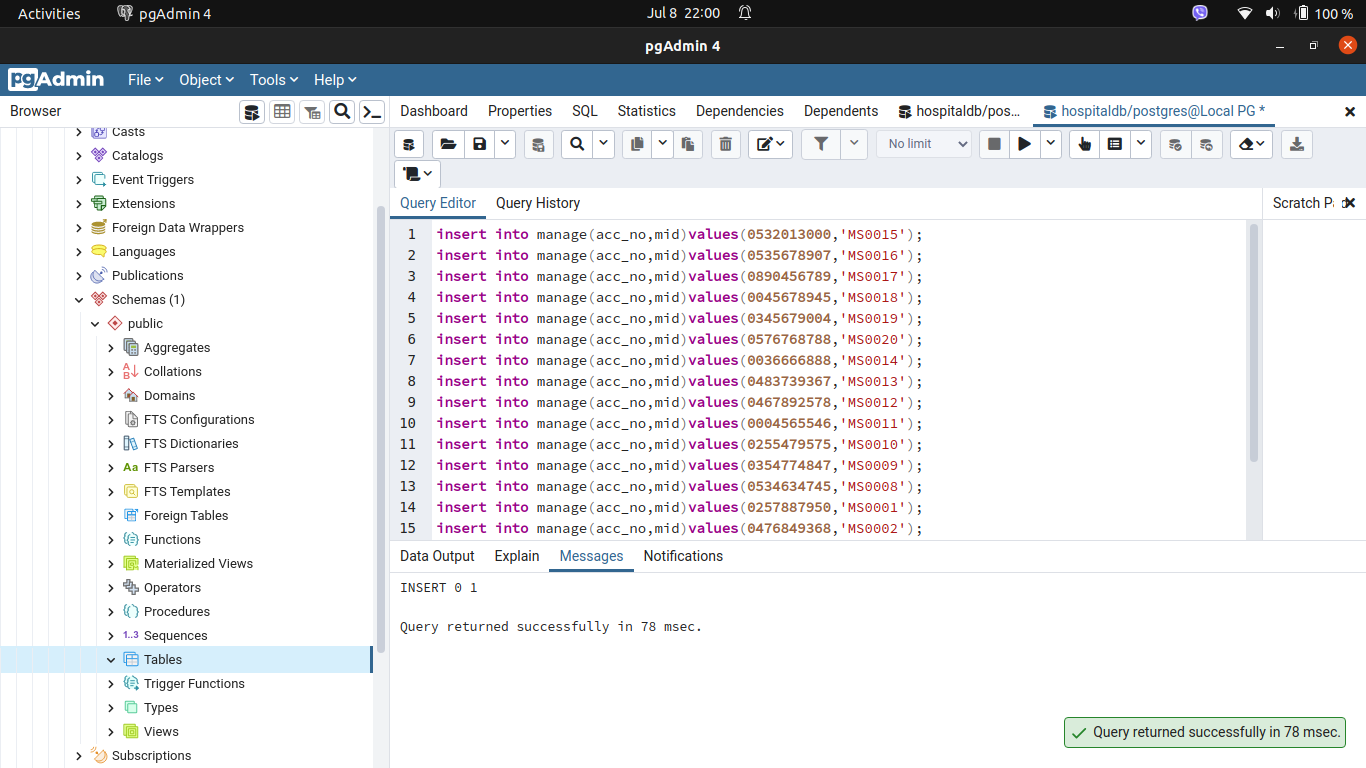 Activities pgAdmin 4 Jul 8 22:00 100 %
pgAdmin 4
pgAdmin File Object Tools Help
Browser
Dashboard Properties SQL Statistics Dependencies Dependents hospitaldb/pos... hospitaldb/postgres@Local PG *
No limit
Casts
Catalogs
Event Triggers
Extensions
Foreign Data Wrappers
Languages
Publications
Schemas (1)
public
Aggregates
Collations
Domains
FTS Configurations
FTS Dictionaries
Aa FTS Parsers
FTS Templates
Foreign Tables
Functions
Materialized Views
Operators
Procedures
1..3 Sequences
Tables
Trigger Functions
Types
Views
Subscriptions
Query Editor Query History Scratch Pad
1 insert into manage(acc_no,mid)values(0532013000,'MS0015');
2 insert into manage(acc_no,mid)values(0535678907,'MS0016');
3 insert into manage(acc_no,mid)values(0890456789,'MS0017');
4 insert into manage(acc_no,mid)values(0045678945,'MS0018');
5 insert into manage(acc_no,mid)values(0345679004,'MS0019');
6 insert into manage(acc_no,mid)values(0576768788,'MS0020');
7 insert into manage(acc_no,mid)values(0036666888,'MS0014');
8 insert into manage(acc_no,mid)values(0483739367,'MS0013');
9 insert into manage(acc_no,mid)values(0467892578,'MS0012');
10 insert into manage(acc_no,mid)values(0004565546,'MS0011');
11 insert into manage(acc_no,mid)values(0255479575,'MS0010');
12 insert into manage(acc_no,mid)values(0354774847,'MS0009');
13 insert into manage(acc_no,mid)values(0534634745,'MS0008');
14 insert into manage(acc_no,mid)values(0257887950,'MS0001');
15 insert into manage(acc_no,mid)values(0476849368,'MS0002');
Data Output Explain Messages Notifications
INSERT 0 1
Query returned successfully in 78 msec.
Query returned successfully in 78 msec.